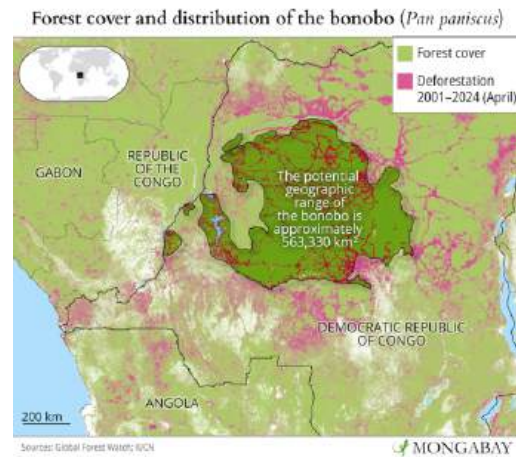 Forest cover and distribution of the bonobo (Pan paniscus)
Forest cover
Deforestation
2001–2024 (April)
GABON
REPUBLIC
OF THE
CONGO
The potential
geographic
range of
the bonobo is
approximately
563,330 km²
DEMOCRATIC REPUBLIC
OF CONGO
ANGOLA
200 km
Sources: Global Forest Watch; IUCN
MONGABAY